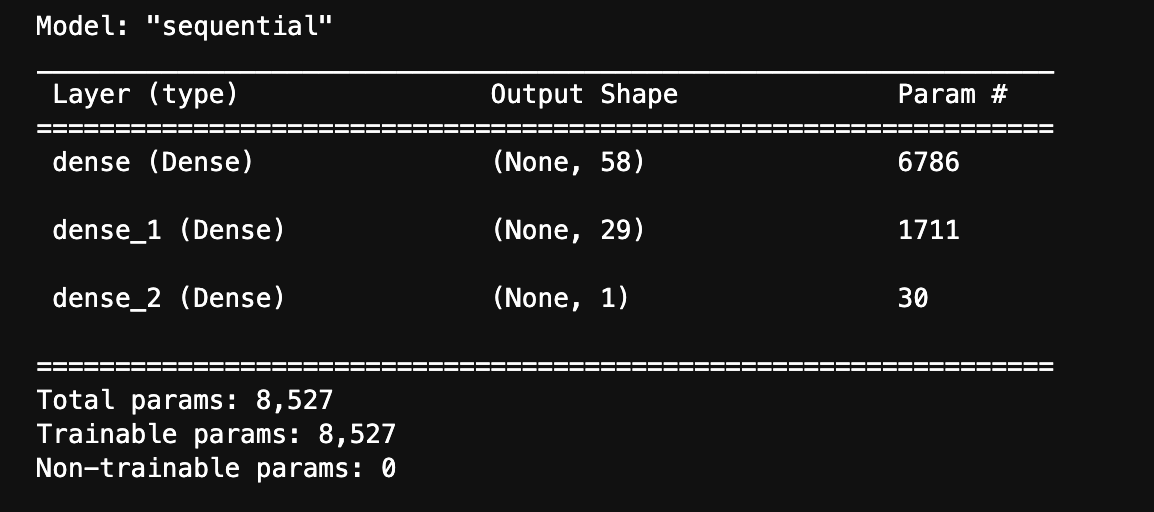 Model: "sequential"
_________________________________________________________________
Layer (type)                Output Shape              Param #
=================================================================
dense (Dense)               (None, 58)                6786
dense_1 (Dense)             (None, 29)                1711
dense_2 (Dense)             (None, 1)                 30
=================================================================
Total params: 8,527
Trainable params: 8,527
Non-trainable params: 0